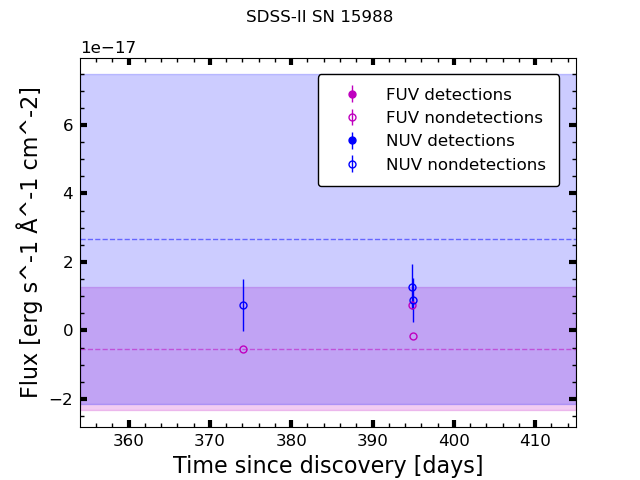 SDSS-II SN 15988
1e−17
FUV detections
FUV nondetections
NUV detections
NUV nondetections
6
4
2
0
−2
Flux [erg s^-1 Å^-1 cm^-2]
360
370
380
390
400
410
Time since discovery [days]